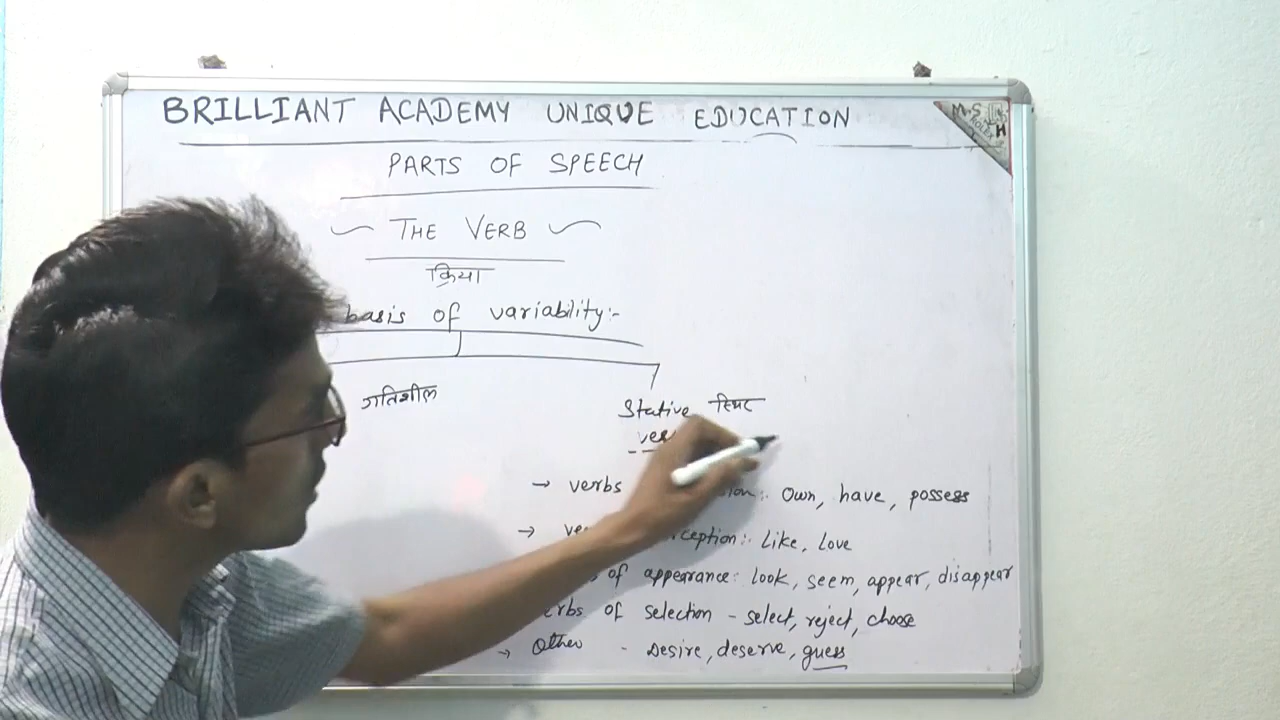 BRILLIANT ACADEMY UNIQUE EDUCATION
M.S
H
PARTS OF SPEECH
THE VERB
क्रिया
basis of variability:-
गतिशील
Stative स्थिर
→ verbs : Own, have, possess
→ : Like, Love
of appearance: look, seem, appear, disappear
of selection - select, reject, choose
→ Other - Desire, deserve, guess